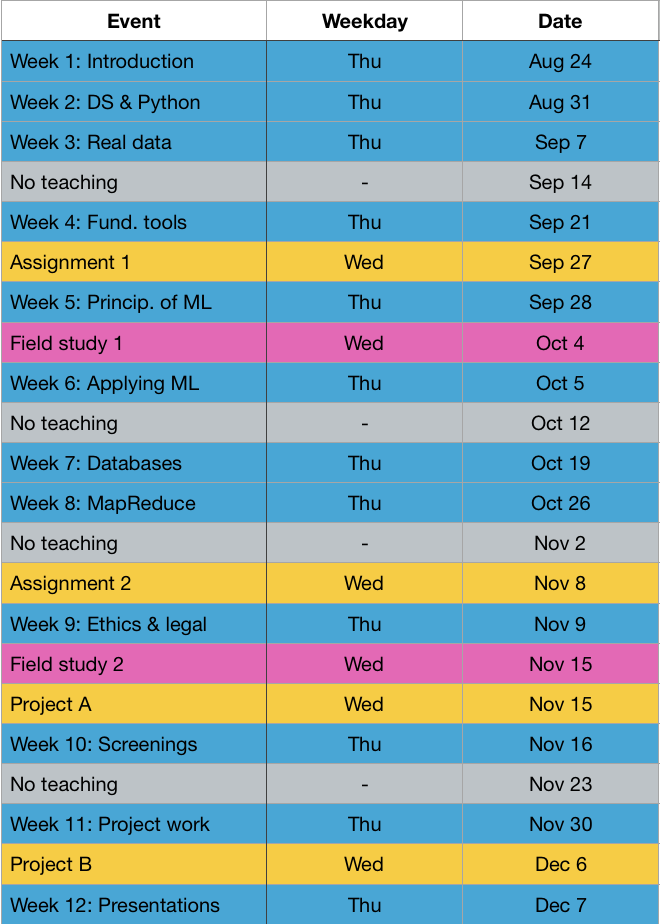 Event Weekday Date
Week 1: Introduction Thu Aug 24
Week 2: DS & Python Thu Aug 31
Week 3: Real data Thu Sep 7
No teaching - Sep 14
Week 4: Fund. tools Thu Sep 21
Assignment 1 Wed Sep 27
Week 5: Princip. of ML Thu Sep 28
Field study 1 Wed Oct 4
Week 6: Applying ML Thu Oct 5
No teaching - Oct 12
Week 7: Databases Thu Oct 19
Week 8: MapReduce Thu Oct 26
No teaching - Nov 2
Assignment 2 Wed Nov 8
Week 9: Ethics & legal Thu Nov 9
Field study 2 Wed Nov 15
Project A Wed Nov 15
Week 10: Screenings Thu Nov 16
No teaching - Nov 23
Week 11: Project work Thu Nov 30
Project B Wed Dec 6
Week 12: Presentations Thu Dec 7